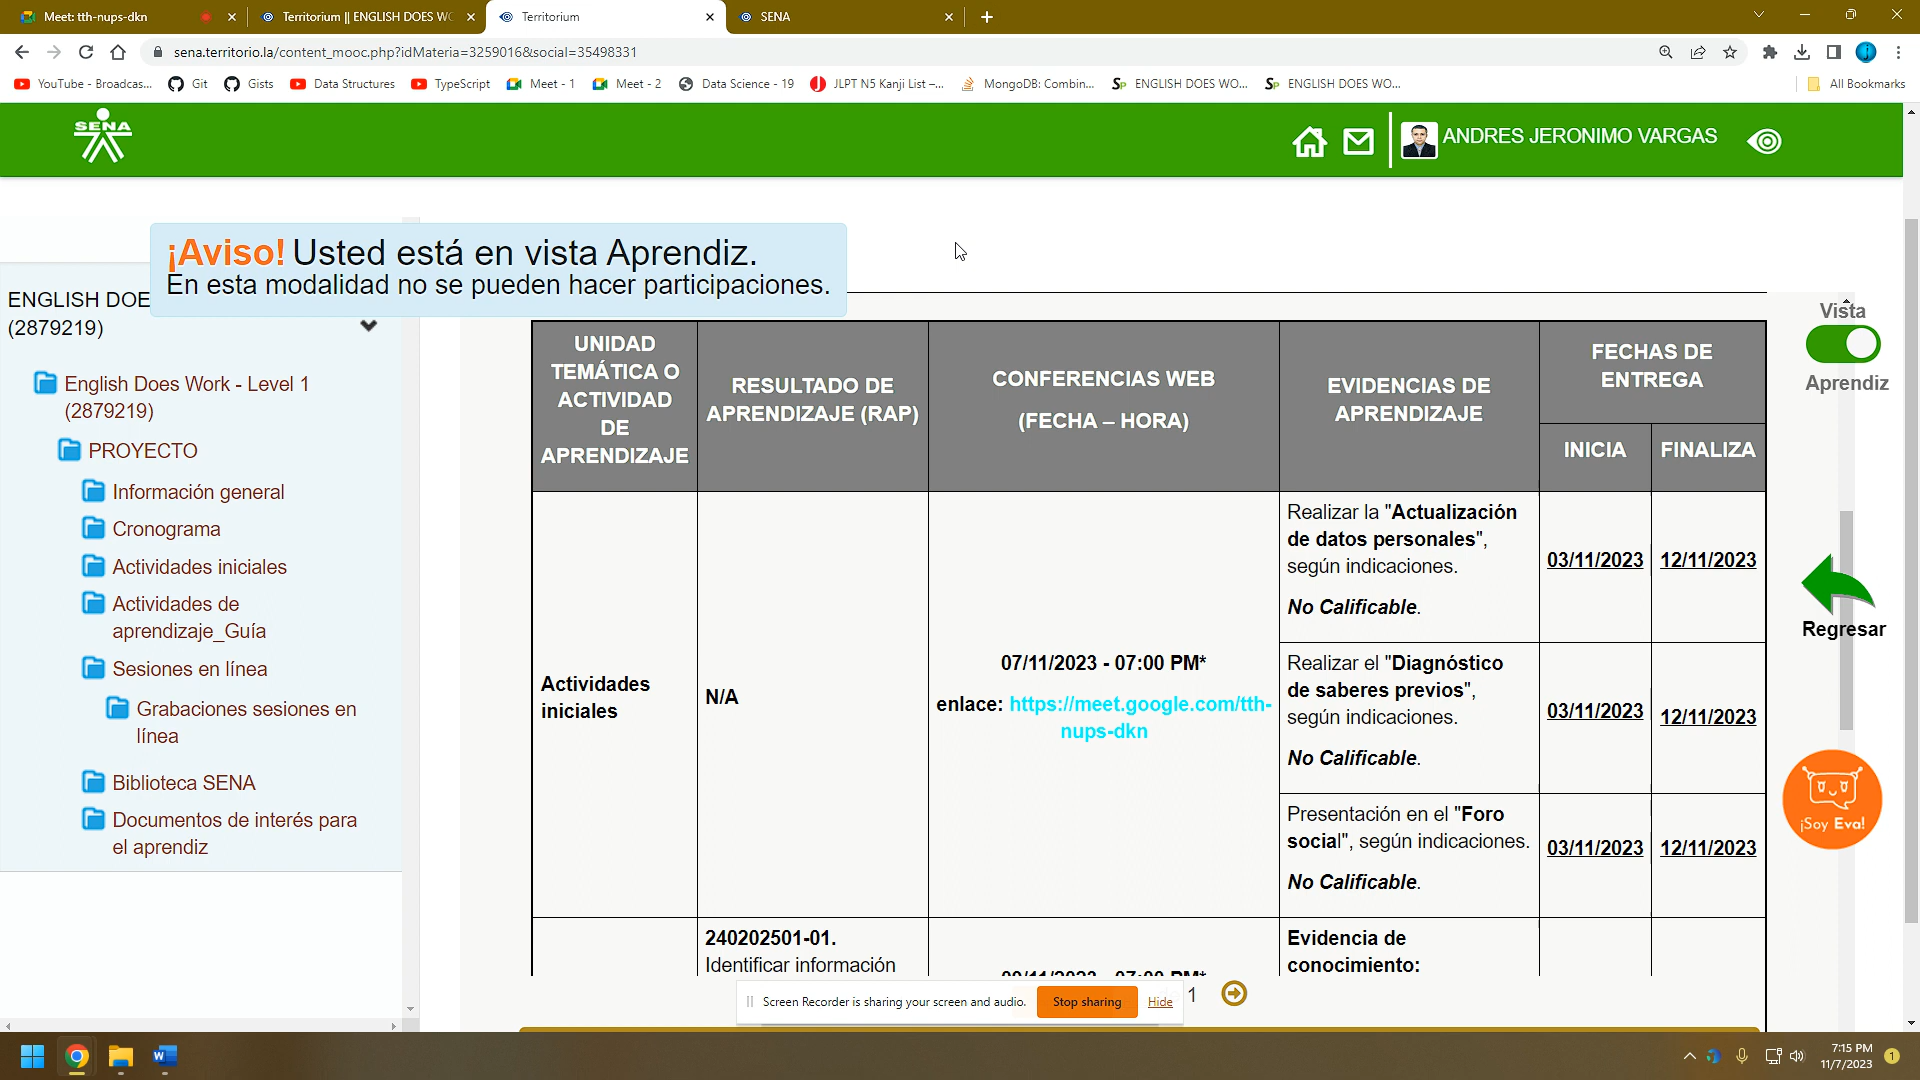 Meet: tth-nups-dkn
Territorium || ENGLISH DOES WO
Territorium
SENA
sena.territorio.la/content_mooc.php?idMateria=3259016&social=35498331
YouTube - Broadcas...
Git
Gists
Data Structures
TypeScript
Meet - 1
Meet - 2
Data Science - 19
JLPT N5 Kanji List –...
MongoDB: Combin...
ENGLISH DOES WO...
ENGLISH DOES WO...
All Bookmarks
SENA
ANDRES JERONIMO VARGAS
¡Aviso! Usted está en vista Aprendiz.
En esta modalidad no se pueden hacer participaciones.
ENGLISH DOE
(2879219)
English Does Work - Level 1
(2879219)
PROYECTO
Información general
Cronograma
Actividades iniciales
Actividades de
aprendizaje_Guía
Sesiones en línea
Grabaciones sesiones en
línea
Biblioteca SENA
Documentos de interés para
el aprendiz
UNIDAD
TEMÁTICA O
ACTIVIDAD
DE
APRENDIZAJE
RESULTADO DE
APRENDIZAJE (RAP)
CONFERENCIAS WEB
(FECHA – HORA)
EVIDENCIAS DE
APRENDIZAJE
FECHAS DE
ENTREGA
INICIA
FINALIZA
Actividades
iniciales
N/A
07/11/2023 - 07:00 PM*
enlace: https://meet.google.com/tth-
nups-dkn
Realizar la "Actualización
de datos personales",
según indicaciones.
No Calificable.
03/11/2023
12/11/2023
Realizar el "Diagnóstico
de saberes previos",
según indicaciones.
No Calificable.
03/11/2023
12/11/2023
Presentación en el "Foro
social", según indicaciones.
No Calificable.
03/11/2023
12/11/2023
240202501-01.
Identificar información
09/11/2023 - 07:00 PM*
Evidencia de
conocimiento:
Vista
Aprendiz
Regresar
¡Soy Eva!
Screen Recorder is sharing your screen and audio.
Stop sharing
Hide
1
7:15 PM
11/7/2023
1